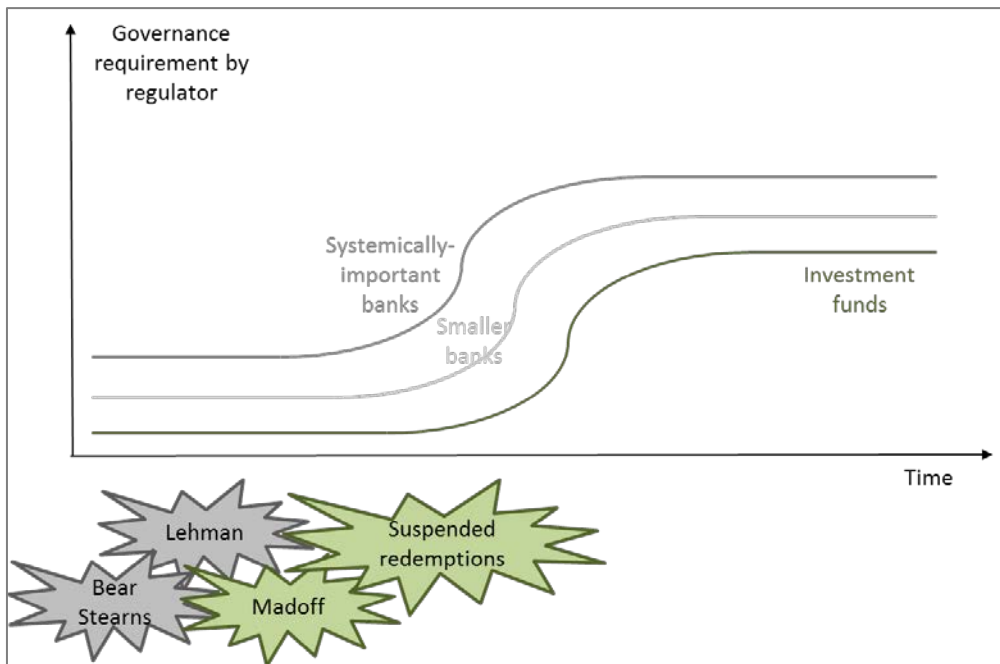 Governance
requirement by
regulator
Systemically-
important
banks
Smaller
banks
Investment
funds
Time
Lehman
Suspended
redemptions
Bear
Stearns
Madoff